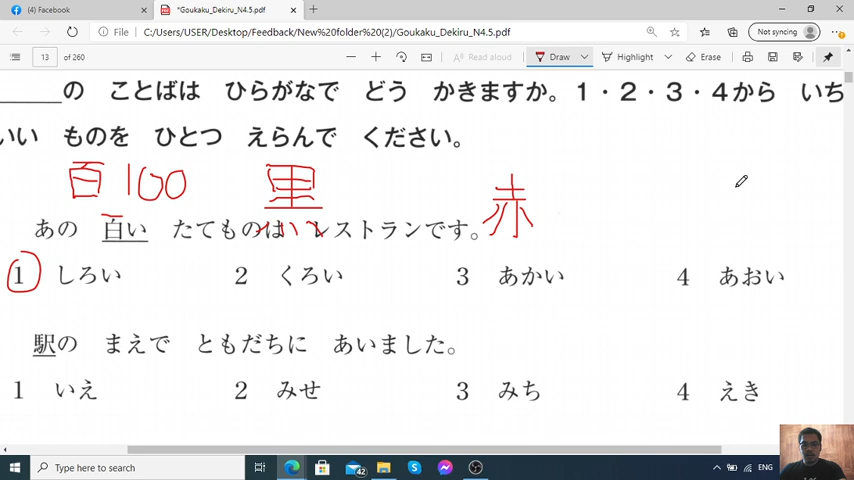 (4) Facebook
*Goukaku_Dekiru_N4.5.pdf
C:/Users/USER/Desktop/Feedback/New%20folder%20(2)/Goukaku_Dekiru_N4.5.pdf
Not syncing
13 of 260
Read aloud
Draw
Highlight
Erase
の ことばは ひらがなで どう かきますか。1・2・3・4から いち
いい ものを ひとつ えらんで ください。
百 100 黒 赤
あの 白い たてものは レストランです。
1 しろい 2 くろい 3 あかい 4 あおい
駅の まえで ともだちに あいました。
1 いえ 2 みせ 3 みち 4 えき
Type here to search
42
ENG